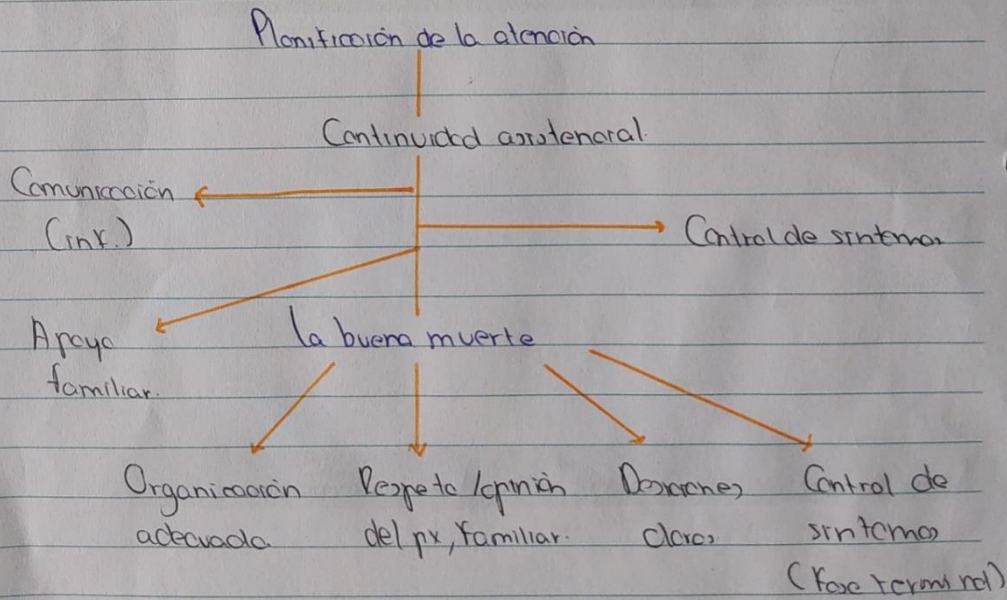 Planificación de la atención
Continuidad asistencial.
Comunicación
(inf.)
Control de síntomas
Apoyo
familiar.
la buena muerte
Organización
adecuada
Respeto/opinión
del px, familiar.
Decisiones
claras
Control de
síntomas
(fase terminal)